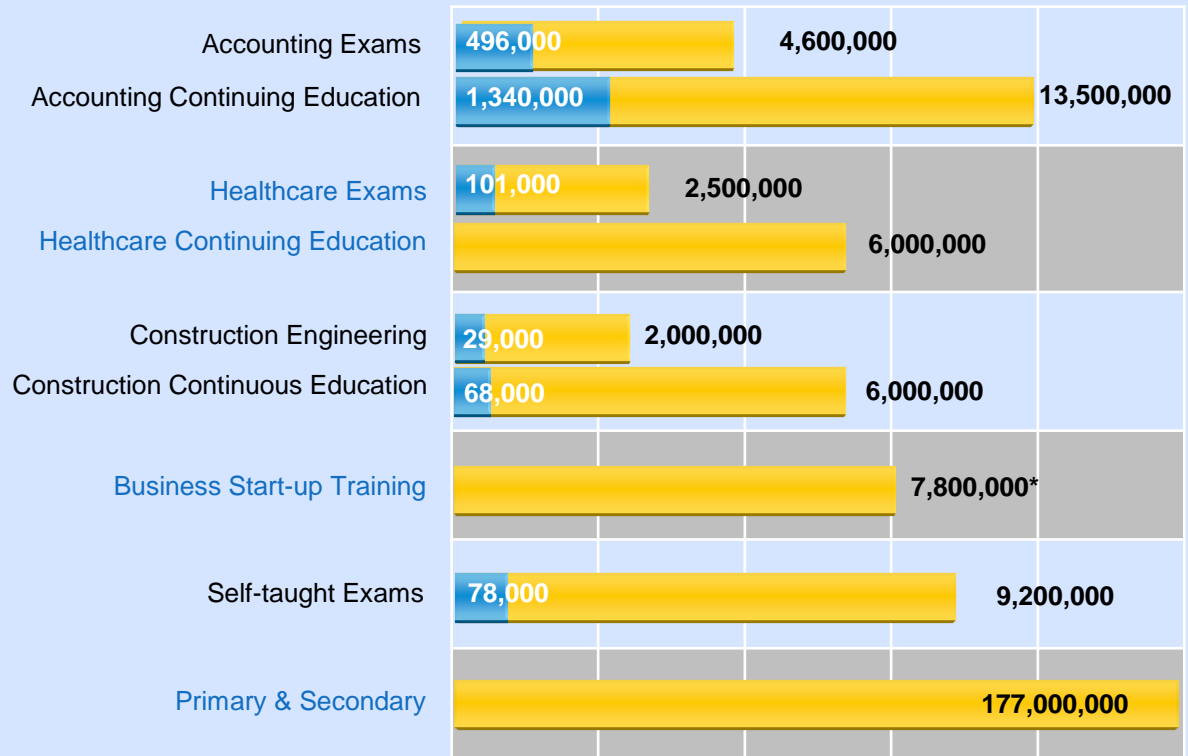 Accounting Exams 496,000 4,600,000
Accounting Continuing Education 1,340,000 13,500,000
Healthcare Exams 101,000 2,500,000
Healthcare Continuing Education 6,000,000
Construction Engineering 29,000 2,000,000
Construction Continuous Education 68,000 6,000,000
Business Start-up Training 7,800,000*
Self-taught Exams 78,000 9,200,000
Primary & Secondary 177,000,000